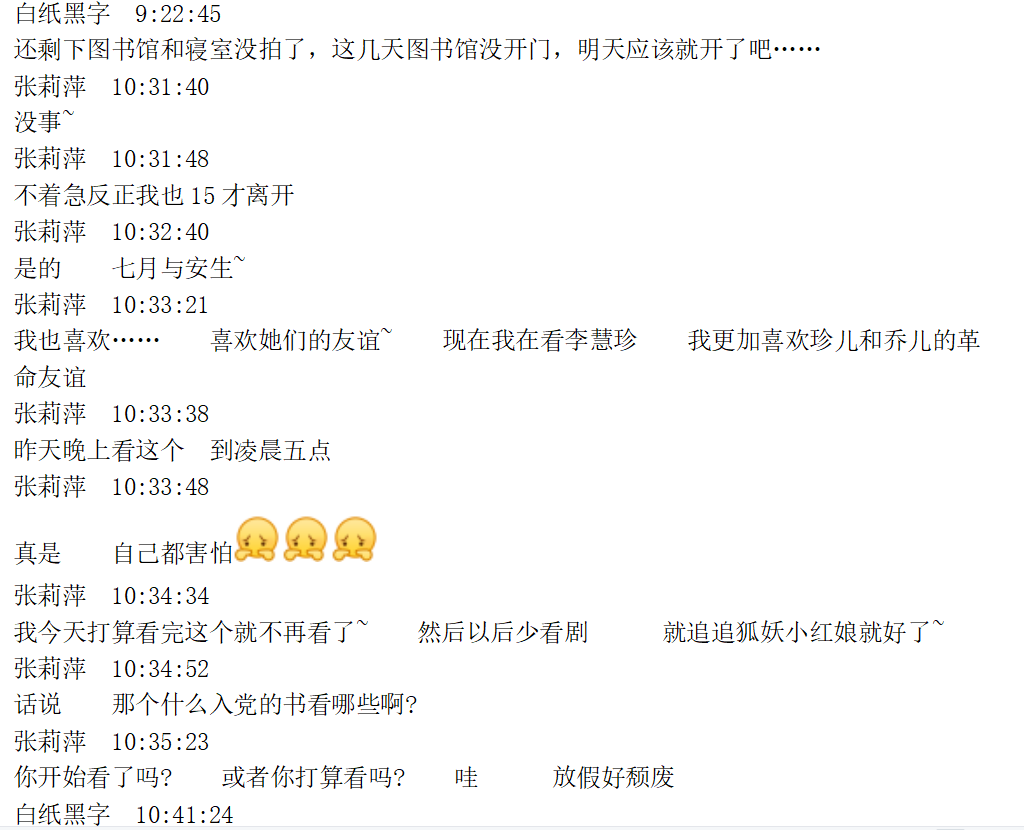 白纸黑字 9:22:45
还剩下图书馆和寝室没拍了，这几天图书馆没开门，明天应该就开了吧……
张莉萍 10:31:40
没事~
张莉萍 10:31:48
不着急反正我也15才离开
张莉萍 10:32:40
是的 七月与安生~
张莉萍 10:33:21
我也喜欢…… 喜欢她们的友谊~ 现在我在看李慧珍 我更加喜欢珍儿和乔儿的革
命友谊
张莉萍 10:33:38
昨天晚上看这个 到凌晨五点
张莉萍 10:33:48
真是 自己都害怕
张莉萍 10:34:34
我今天打算看完这个就不再看了~ 然后以后少看剧 就追追狐妖小红娘就好了~
张莉萍 10:34:52
话说 那个什么入党的书看哪些啊?
张莉萍 10:35:23
你开始看了吗? 或者你打算看吗? 哇 放假好颓废
白纸黑字 10:41:24